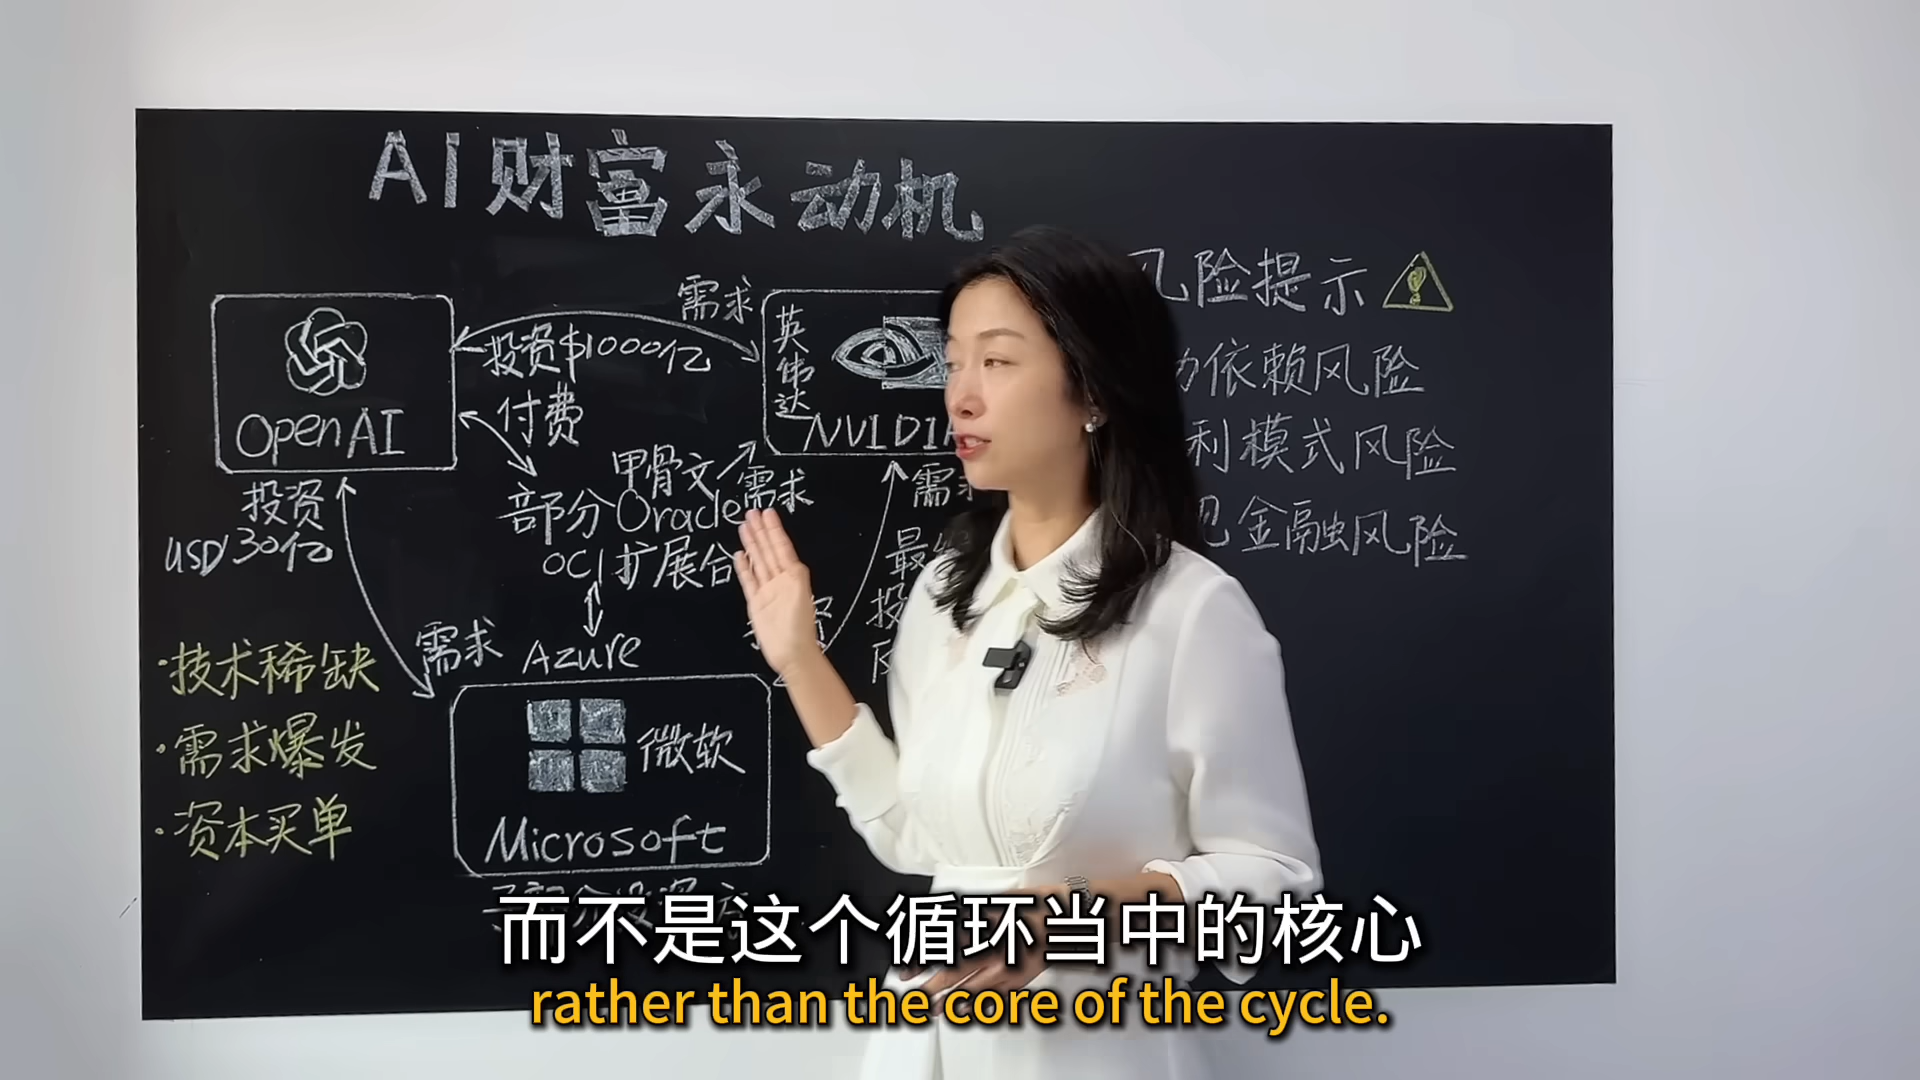 AI财富永动机
OpenAI
需求
投资$1000亿
付费
英伟达
NVIDIA
甲骨文
需求
部分Oracle
OCI扩展合
投资
USD130亿
需求
需求
最
投
Azure
微软
Microsoft
·技术稀缺
·需求爆发
·资本买单
风险提示
依赖风险
利模式风险
金融风险
而不是这个循环当中的核心
rather than the core of the cycle.